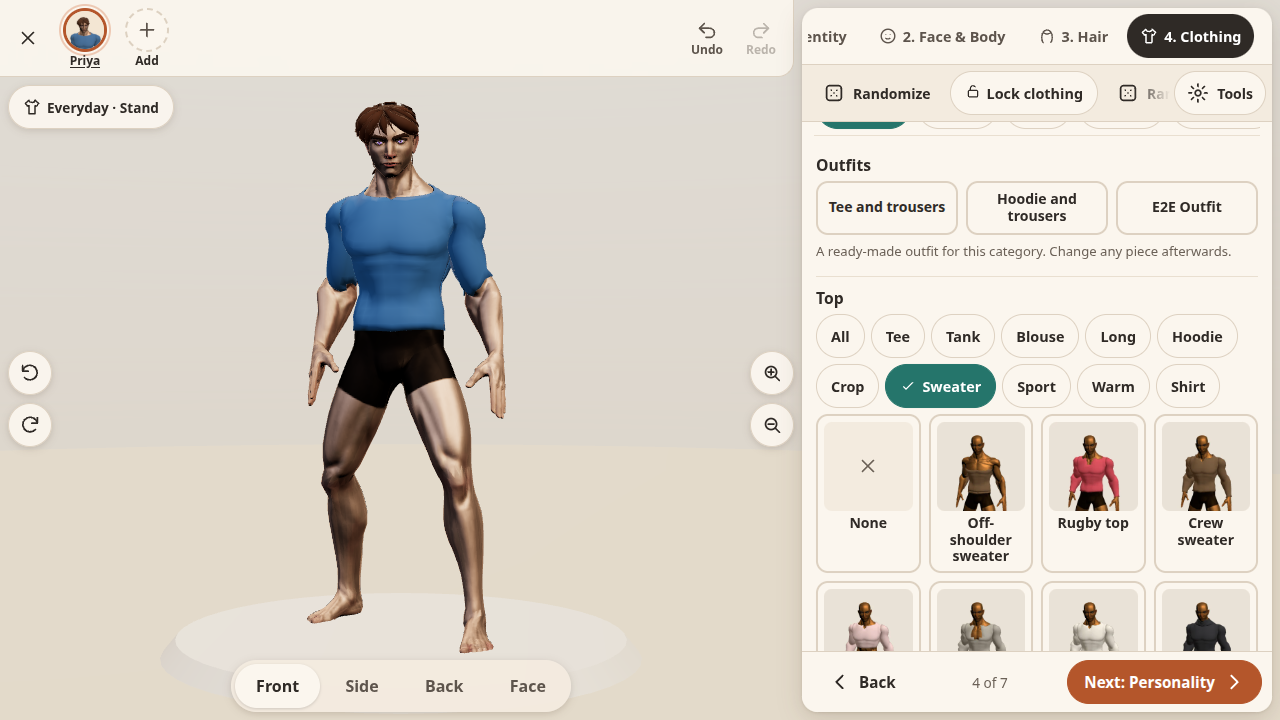 Priya
Add
Undo
Redo
Everyday · Stand
Front
Side
Back
Face
2. Face & Body
3. Hair
4. Clothing
Randomize
Lock clothing
Tools
Outfits
Tee and trousers
Hoodie and
trousers
E2E Outfit
A ready-made outfit for this category. Change any piece afterwards.
Top
All
Tee
Tank
Blouse
Long
Hoodie
Crop
Sweater
Sport
Warm
Shirt
None
Off-
shoulder
sweater
Rugby top
Crew
sweater
Back
4 of 7
Next: Personality